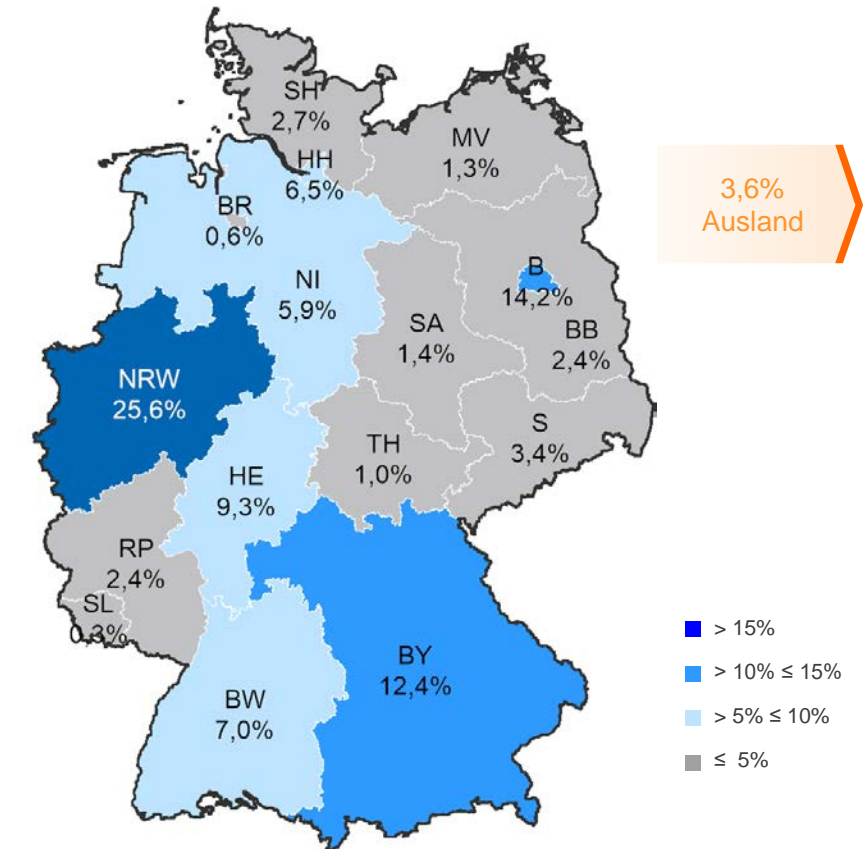 SH
2,7%
MV
1,3%
HH
6,5%
3,6%
Ausland
BR
0,6%
B
14,2%
NI
5,9%
SA
1,4%
BB
2,4%
NRW
25,6%
S
3,4%
TH
1,0%
HE
9,3%
RP
2,4%
SL
0,3%
BY
12,4%
BW
7,0%
> 15%
> 10% ≤ 15%
> 5% ≤ 10%
≤ 5%